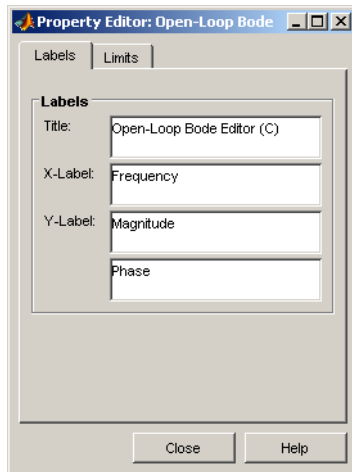 Property Editor: Open-Loop Bode
Labels Limits
Labels
Title: Open-Loop Bode Editor (C)
X-Label: Frequency
Y-Label: Magnitude
Phase
Close Help